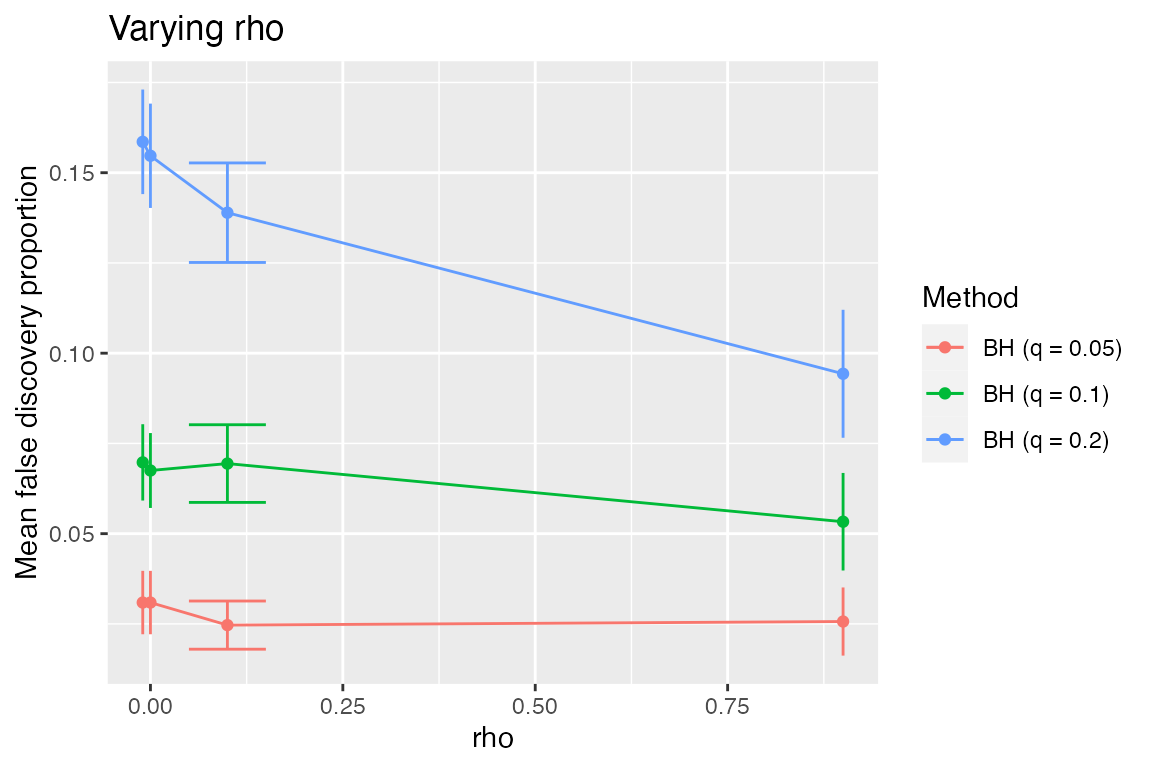 Varying rho
Mean false discovery proportion
0.15
0.10
0.05
0.00
0.25
0.50
0.75
rho
Method
BH (q = 0.05)
BH (q = 0.1)
BH (q = 0.2)